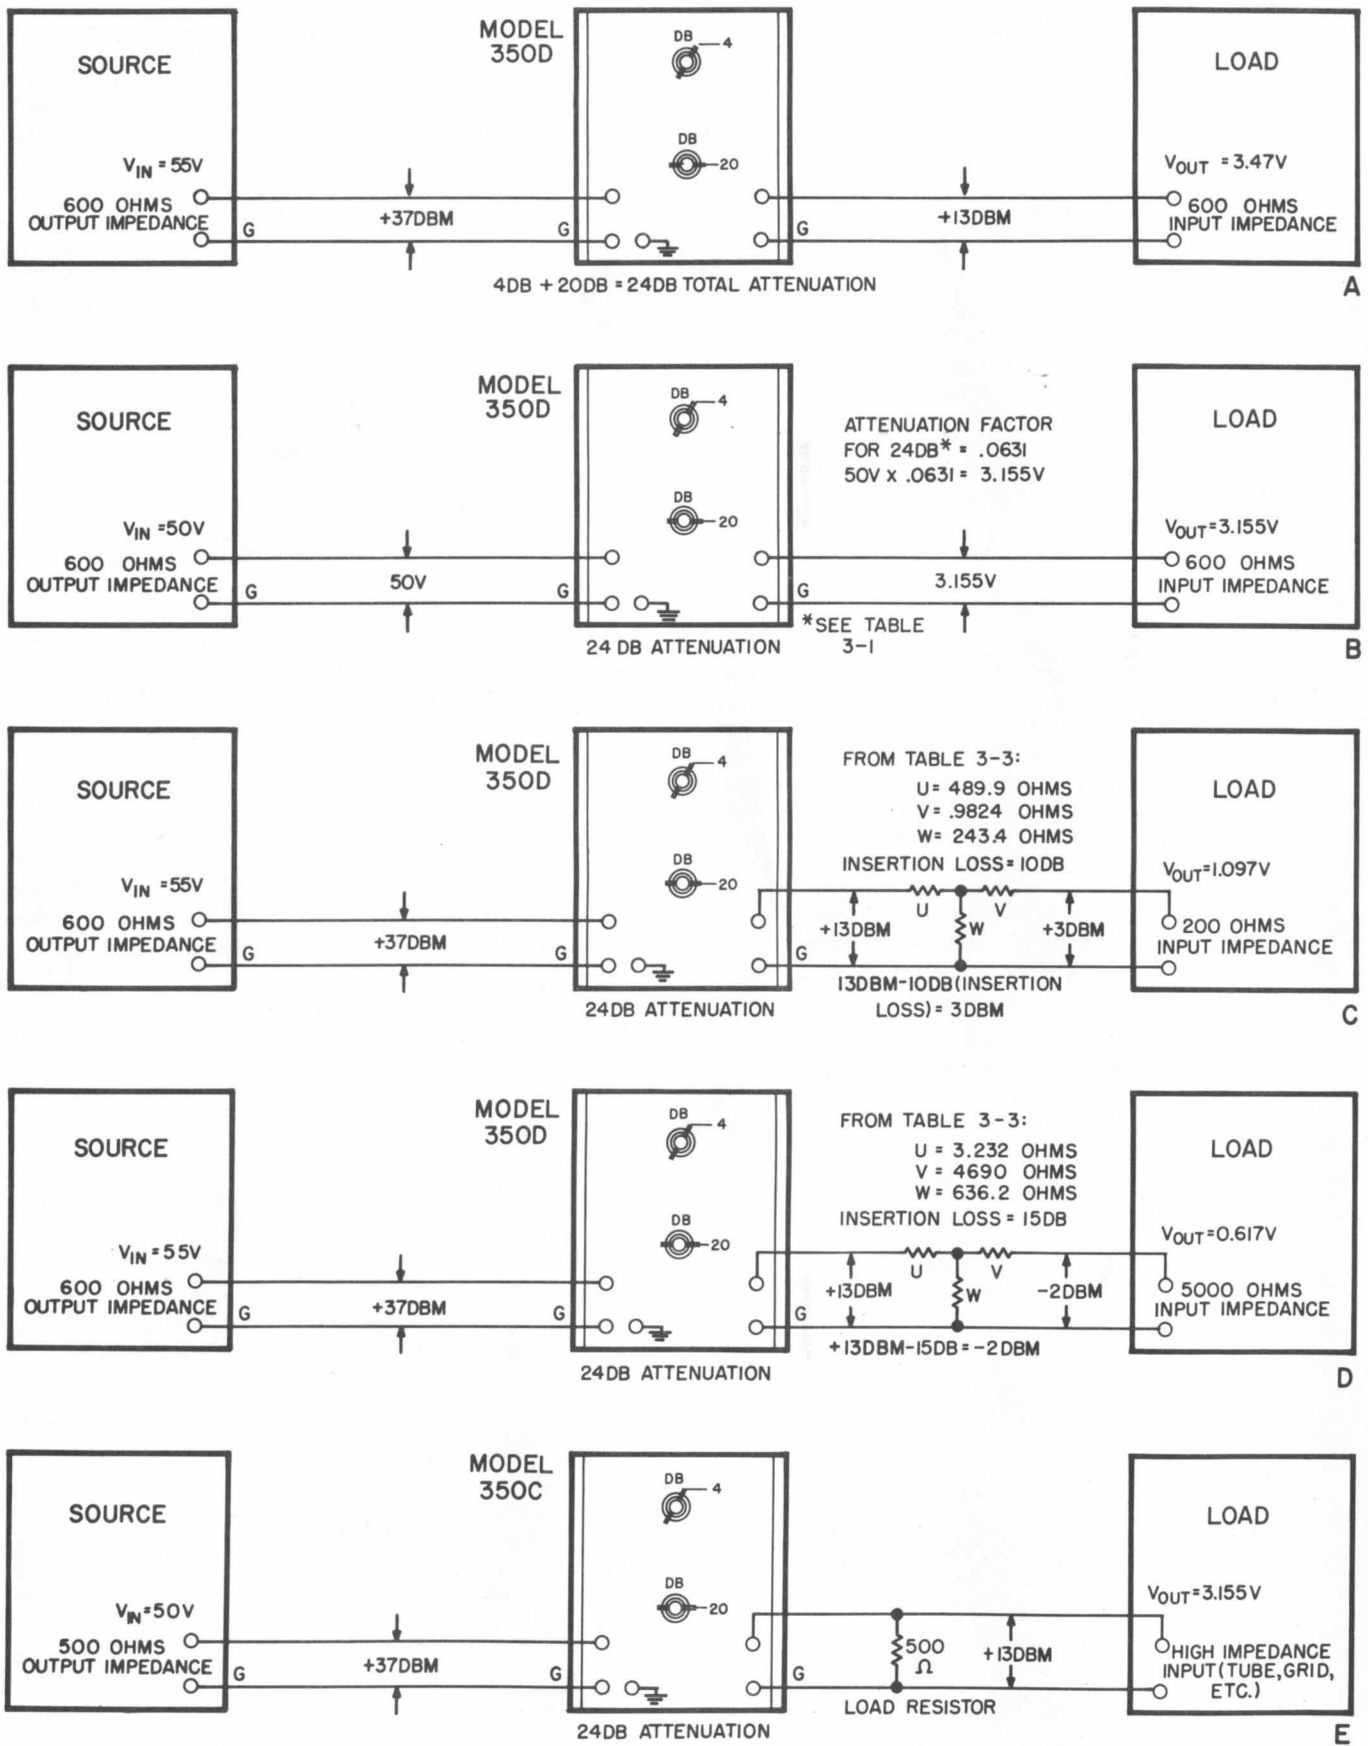 SOURCE
MODEL
350D
DB
4
DB
20
LOAD
VIN = 55V
600 OHMS
OUTPUT IMPEDANCE
G
+37DBM
G
G
+13DBM
VOUT = 3.47V
600 OHMS
INPUT IMPEDANCE
4DB + 20DB = 24DB TOTAL ATTENUATION
A
SOURCE
MODEL
350D
DB
4
DB
20
ATTENUATION FACTOR
FOR 24DB* = .0631
50V X .0631 = 3.155V
LOAD
VIN =50V
600 OHMS
OUTPUT IMPEDANCE
G
50V
G
G
3.155V
VOUT=3.155V
600 OHMS
INPUT IMPEDANCE
24 DB ATTENUATION
*SEE TABLE
3-1
B
SOURCE
MODEL
350D
DB
4
DB
20
FROM TABLE 3-3:
U= 489.9 OHMS
V= .9824 OHMS
W= 243.4 OHMS
INSERTION LOSS=10DB
LOAD
VIN =55V
600 OHMS
OUTPUT IMPEDANCE
G
+37DBM
G
G
+13DBM
U
V
W
+3DBM
VOUT=1.097V
200 OHMS
INPUT IMPEDANCE
24DB ATTENUATION
13DBM-10DB(INSERTION
LOSS)= 3DBM
C
SOURCE
MODEL
350D
DB
4
DB
20
FROM TABLE 3-3:
U = 3.232 OHMS
V = 4690 OHMS
W = 636.2 OHMS
INSERTION LOSS = 15DB
LOAD
VIN = 55V
600 OHMS
OUTPUT IMPEDANCE
G
+37DBM
G
G
+13DBM
U
V
W
-2DBM
VOUT=0.617V
5000 OHMS
INPUT IMPEDANCE
24DB ATTENUATION
+13DBM-15DB=-2DBM
D
SOURCE
MODEL
350C
DB
4
DB
20
LOAD
VIN=50V
500 OHMS
OUTPUT IMPEDANCE
G
+37DBM
G
G
500
Ω
+13DBM
VOUT=3.155V
HIGH IMPEDANCE
INPUT(TUBE,GRID,
ETC.)
LOAD RESISTOR
24DB ATTENUATION
E